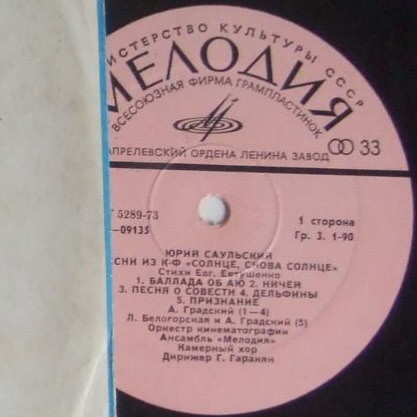 МИНИСТЕРСТВО КУЛЬТУРЫ СССР
МЕЛОДИЯ
ВСЕСОЮЗНАЯ ФИРМА ГРАМПЛАСТИНОК
АПРЕЛЕВСКИЙ ОРДЕНА ЛЕНИНА ЗАВОД
33
5289-73
1 сторона
—09135
Гр. 3. 1-90
ЮРИЙ САУЛЬСКИЙ
СНИ ИЗ К-Ф «СОЛНЦЕ, СНОВА СОЛНЦЕ»
Стихи Евг. Евтушенко
1. БАЛЛАДА ОБ АЮ 2. НИЧЕЙ
3. ПЕСНЯ О СОВЕСТИ 4. ДЕЛЬФИНЫ
5. ПРИЗНАНИЕ
А. Градский (1—4)
Л. Белогорская и А. Градский (5)
Оркестр кинематографии
Ансамбль «Мелодия»
Камерный хор
Дирижер Г. Гаранян